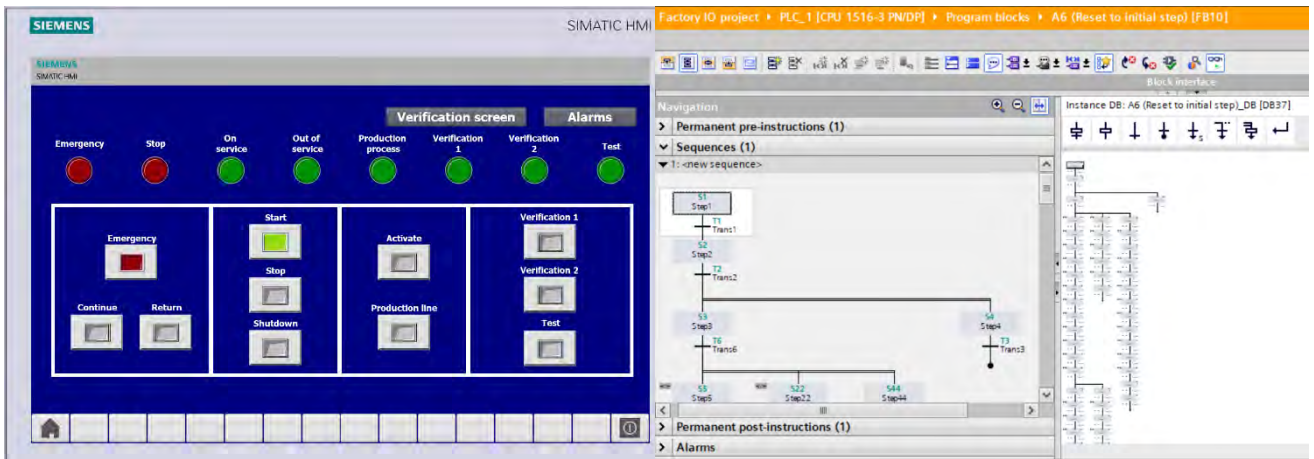 SIEMENS
SIMATIC HMI
SIEMENS
SIMATIC HMI
Verification screen
Alarms
Emergency
Stop
On service
Out of service
Production process
Verification 1
Verification 2
Test
Emergency
Continue
Return
Start
Stop
Shutdown
Activate
Production line
Verification 1
Verification 2
Test
Factory IO project ▸ PLC_1 [CPU 1516-3 PN/DP] ▸ Program blocks ▸ A6 (Reset to initial step) [FB10]
Block interface
Navigation
Permanent pre-instructions (1)
Sequences (1)
1: <new sequence>
S1
Step1
T1
Trans1
S2
Step2
T2
Trans2
S3
Step3
S4
Step4
T6
Trans6
T3
Trans3
S5
Step5
S22
Step22
S44
Step44
Permanent post-instructions (1)
Alarms
Instance DB: A6 (Reset to initial step)_DB [DB37]